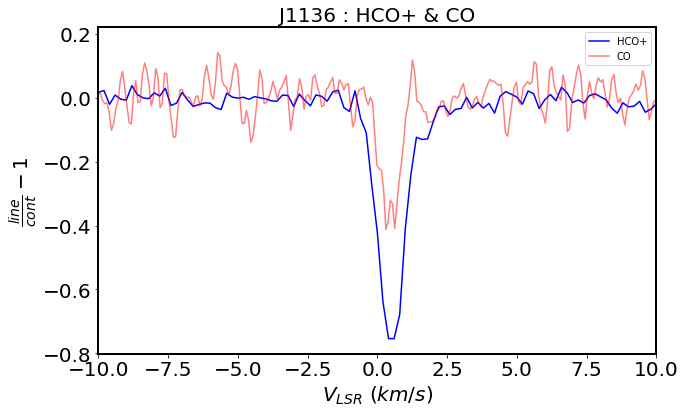 J1136 : HCO+ & CO
HCO+
CO
0.2
0.0
−0.2
−0.4
−0.6
−0.8
line/cont − 1
−10.0 −7.5 −5.0 −2.5 0.0 2.5 5.0 7.5 10.0
V_LSR (km/s)